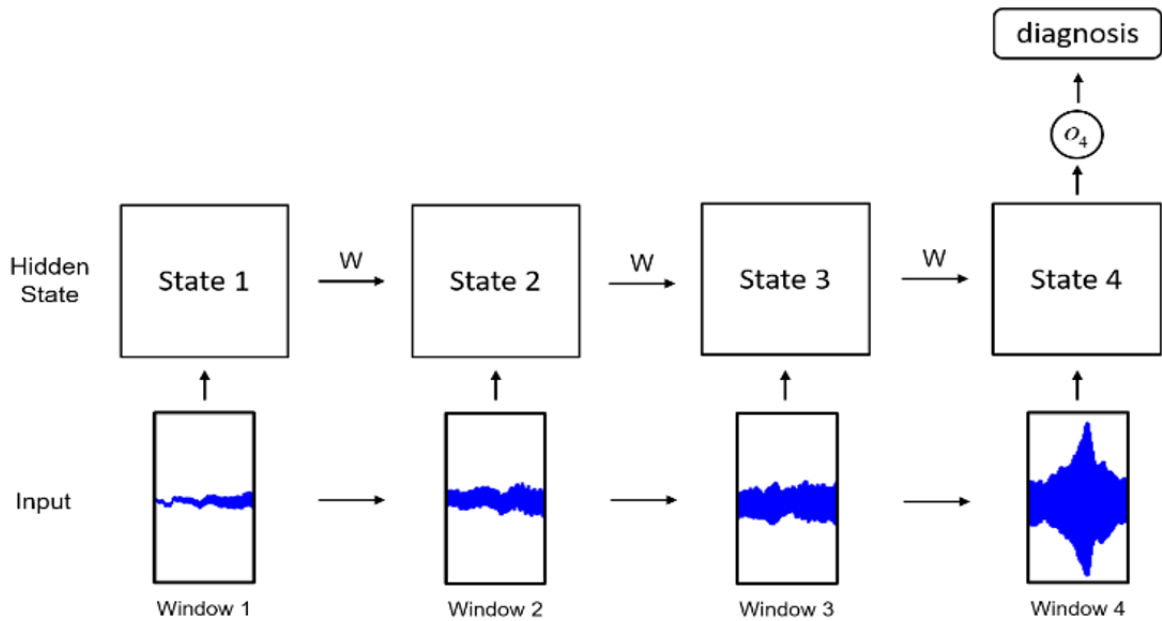 diagnosis
o4
W
W
W
Hidden
State
State 1
State 2
State 3
State 4
Input
Window 1
Window 2
Window 3
Window 4